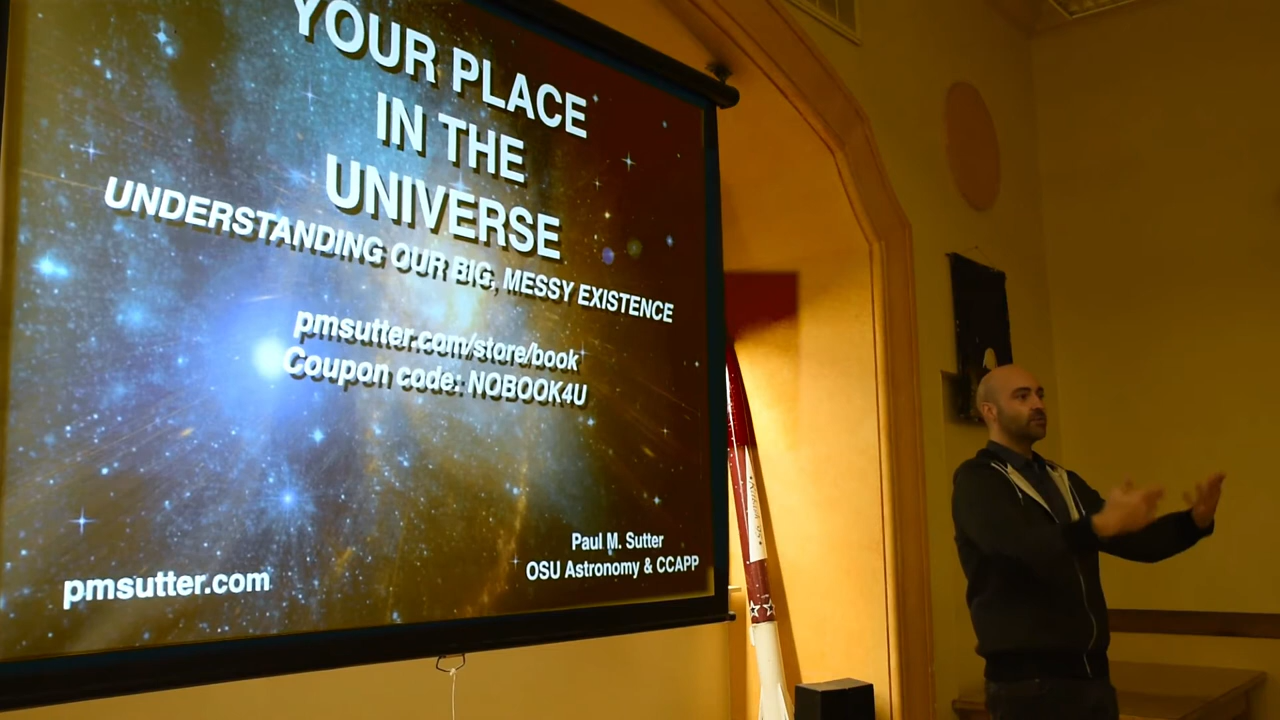 YOUR PLACE
IN THE
UNIVERSE
UNDERSTANDING OUR BIG, MESSY EXISTENCE
pmsutter.com/store/book
Coupon code: NOBOOK4U
Paul M. Sutter
OSU Astronomy & CCAPP
pmsutter.com